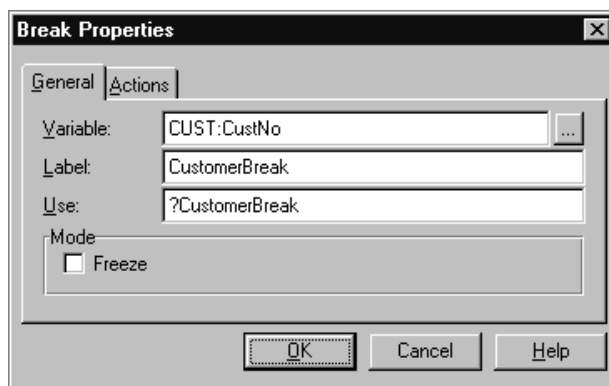 Break Properties
General Actions
Variable: CUST:CustNo ...
Label: CustomerBreak
Use: ?CustomerBreak
Mode
Freeze
OK Cancel Help